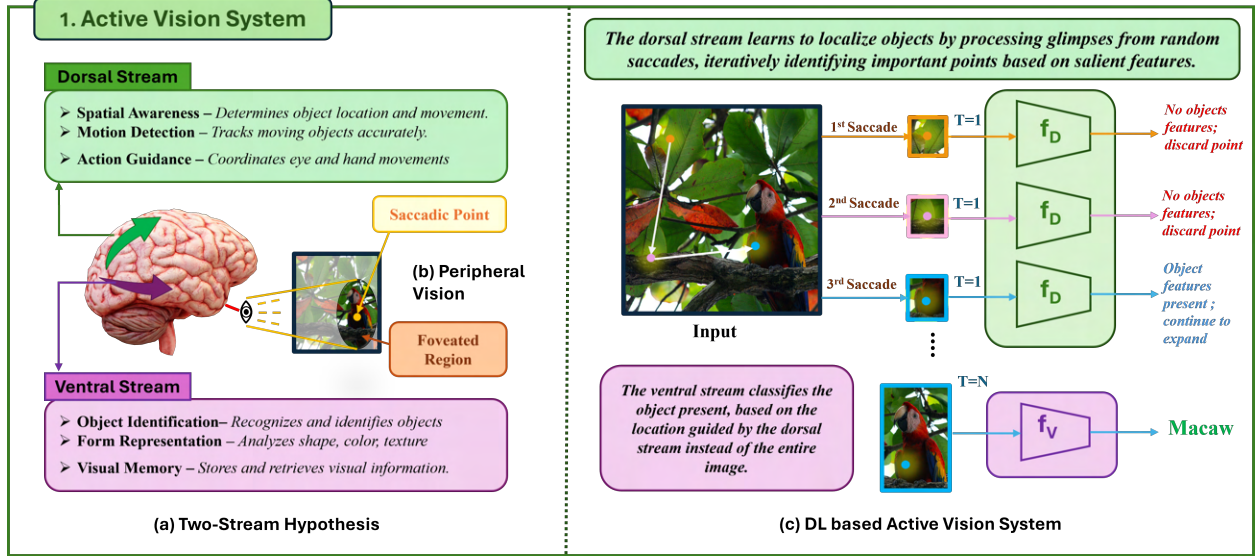 1. Active Vision System
Dorsal Stream
➢ Spatial Awareness – Determines object location and movement.
➢ Motion Detection – Tracks moving objects accurately.
➢ Action Guidance – Coordinates eye and hand movements
Saccadic Point
(b) Peripheral
Vision
Foveated
Region
Ventral Stream
➢ Object Identification– Recognizes and identifies objects
➢ Form Representation – Analyzes shape, color, texture
➢ Visual Memory – Stores and retrieves visual information.
(a) Two-Stream Hypothesis
The dorsal stream learns to localize objects by processing glimpses from random
saccades, iteratively identifying important points based on salient features.
1st Saccade
T=1
fD
No objects
features;
discard point
2nd Saccade
T=1
fD
No objects
features;
discard point
3rd Saccade
T=1
fD
Object
features
present ;
continue to
expand
Input
The ventral stream classifies the
object present, based on the
location guided by the dorsal
stream instead of the entire
image.
T=N
fV
Macaw
(c) DL based Active Vision System